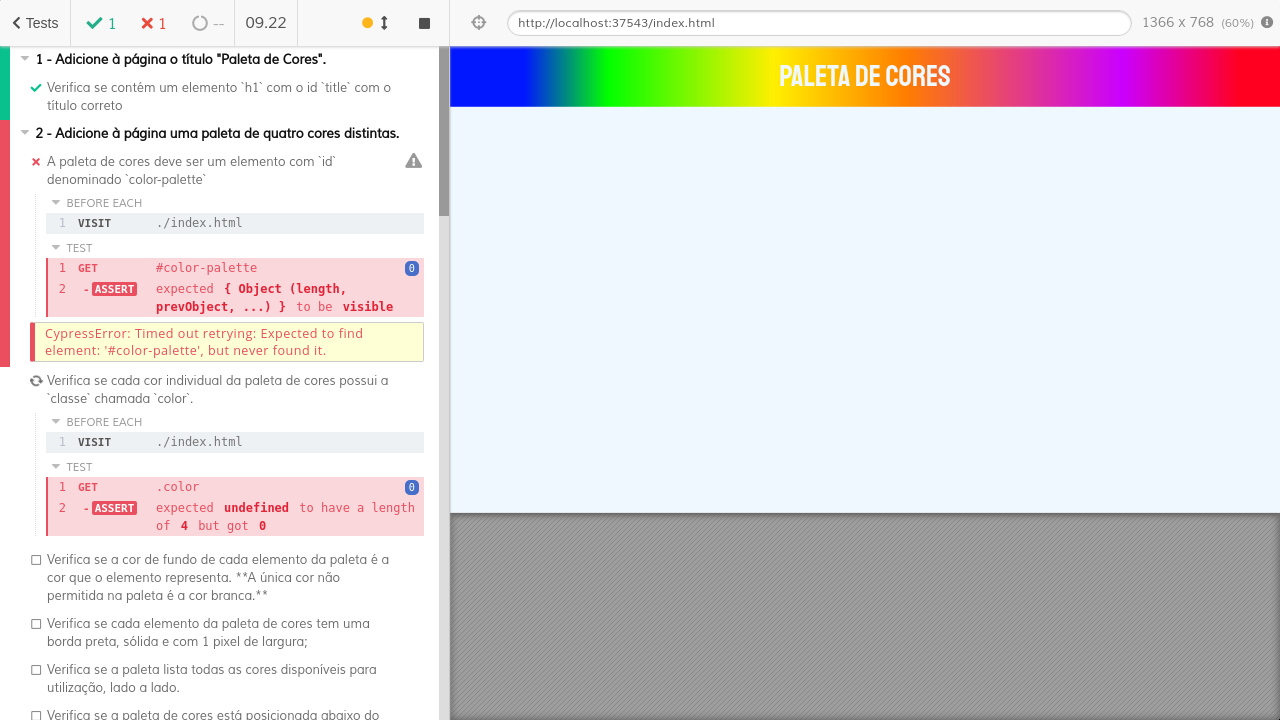 Tests
1
1
--
09.22
http://localhost:37543/index.html
1366 x 768 (60%)
1 - Adicione à página o título "Paleta de Cores".
Verifica se contém um elemento `h1` com o id `title` com o
título correto
2 - Adicione à página uma paleta de quatro cores distintas.
A paleta de cores deve ser um elemento com `id`
denominado `color-palette`
BEFORE EACH
1 VISIT ./index.html
TEST
1 GET #color-palette 0
2 - ASSERT expected { Object (length,
prevObject, ...) } to be visible
CypressError: Timed out retrying: Expected to find
element: '#color-palette', but never found it.
Verifica se cada cor individual da paleta de cores possui a
`classe` chamada `color`.
BEFORE EACH
1 VISIT ./index.html
TEST
1 GET .color 0
2 - ASSERT expected undefined to have a length
of 4 but got 0
Verifica se a cor de fundo de cada elemento da paleta é a
cor que o elemento representa. **A única cor não
permitida na paleta é a cor branca.**
Verifica se cada elemento da paleta de cores tem uma
borda preta, sólida e com 1 pixel de largura;
Verifica se a paleta lista todas as cores disponíveis para
utilização, lado a lado.
Verifica se a paleta de cores está posicionada abaixo do
PALETA DE CORES